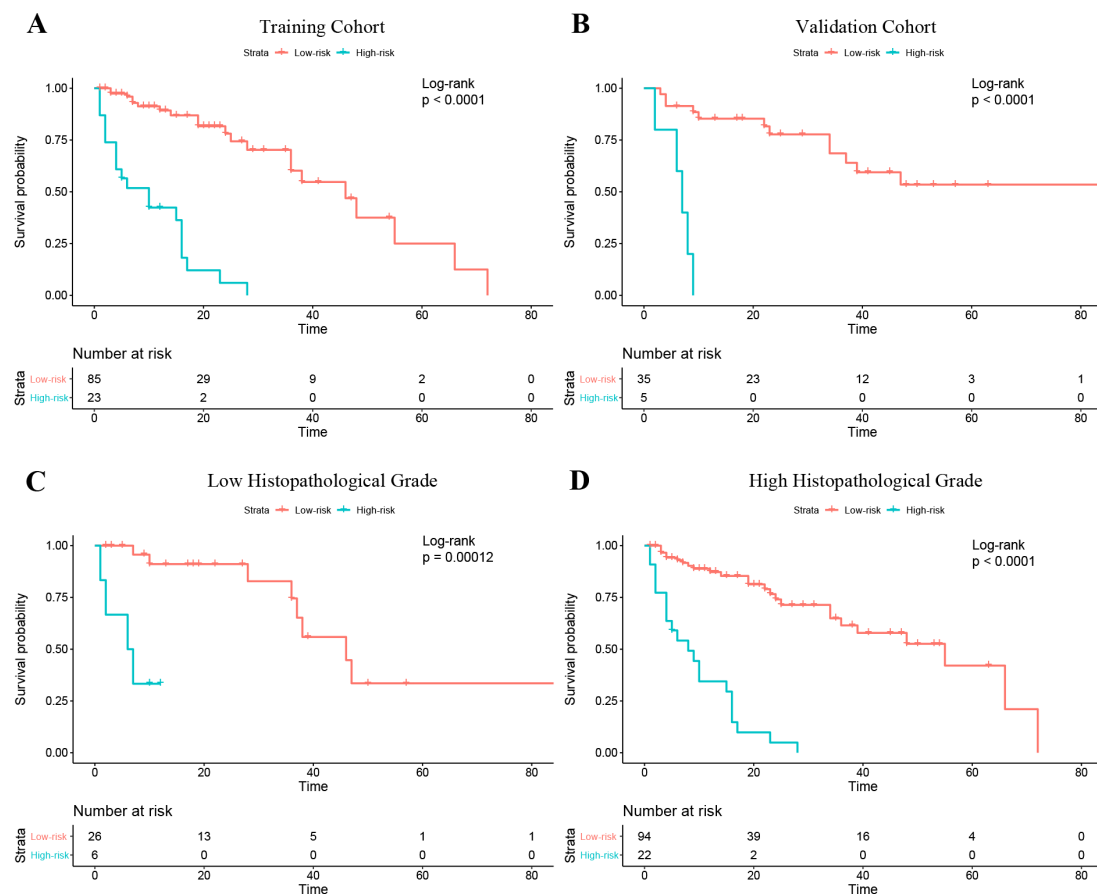 A
Training Cohort
Strata Low-risk High-risk
Log-rank
p < 0.0001
1.00
0.75
0.50
0.25
0.00
Survival probability
0 20 40 60 80
Time
Number at risk
Strata
Low-risk 85 29 9 2 0
High-risk 23 2 0 0 0
0 20 40 60 80
Time
B
Validation Cohort
Strata Low-risk High-risk
Log-rank
p < 0.0001
1.00
0.75
0.50
0.25
0.00
Survival probability
0 20 40 60 80
Time
Number at risk
Strata
Low-risk 35 23 12 3 1
High-risk 5 0 0 0 0
0 20 40 60 80
Time
C
Low Histopathological Grade
Strata Low-risk High-risk
Log-rank
p = 0.00012
1.00
0.75
0.50
0.25
0.00
Survival probability
0 20 40 60 80
Time
Number at risk
Strata
Low-risk 26 13 5 1 1
High-risk 6 0 0 0 0
0 20 40 60 80
Time
D
High Histopathological Grade
Strata Low-risk High-risk
Log-rank
p < 0.0001
1.00
0.75
0.50
0.25
0.00
Survival probability
0 20 40 60 80
Time
Number at risk
Strata
Low-risk 94 39 16 4 0
High-risk 22 2 0 0 0
0 20 40 60 80
Time